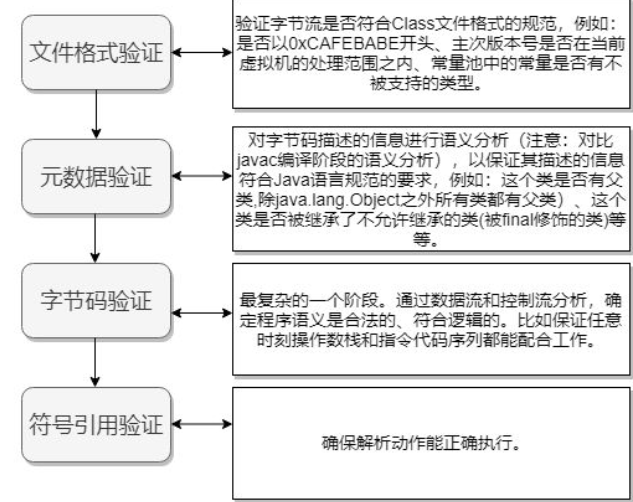 文件格式验证
验证字节流是否符合Class文件格式的规范，例如：
是否以0xCAFEBABE开头、主次版本号是否在当前
虚拟机的处理范围之内、常量池中的常量是否有不
被支持的类型。
元数据验证
对字节码描述的信息进行语义分析（注意：对比
javac编译阶段的语义分析），以保证其描述的信息
符合Java语言规范的要求，例如：这个类是否有父
类,除java.lang.Object之外所有类都有父类）、这个
类是否被继承了不允许继承的类(被final修饰的类)等
等。
字节码验证
最复杂的一个阶段。通过数据流和控制流分析，确
定程序语义是合法的、符合逻辑的。比如保证任意
时刻操作数栈和指令代码序列都能配合工作。
符号引用验证
确保解析动作能正确执行。